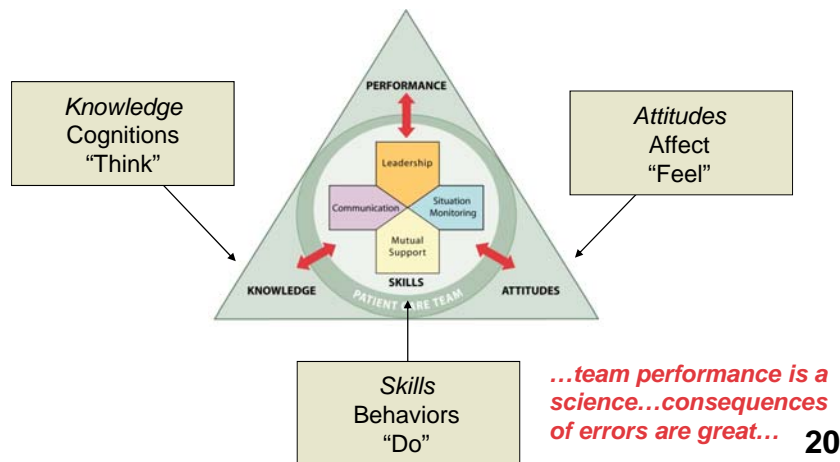 PERFORMANCE
Knowledge
Cognitions
“Think”
Attitudes
Affect
“Feel”
Leadership
Communication
Situation
Monitoring
Mutual
Support
SKILLS
KNOWLEDGE
ATTITUDES
PATIENT CARE TEAM
Skills
Behaviors
“Do”
...team performance is a
science...consequences
of errors are great...
20